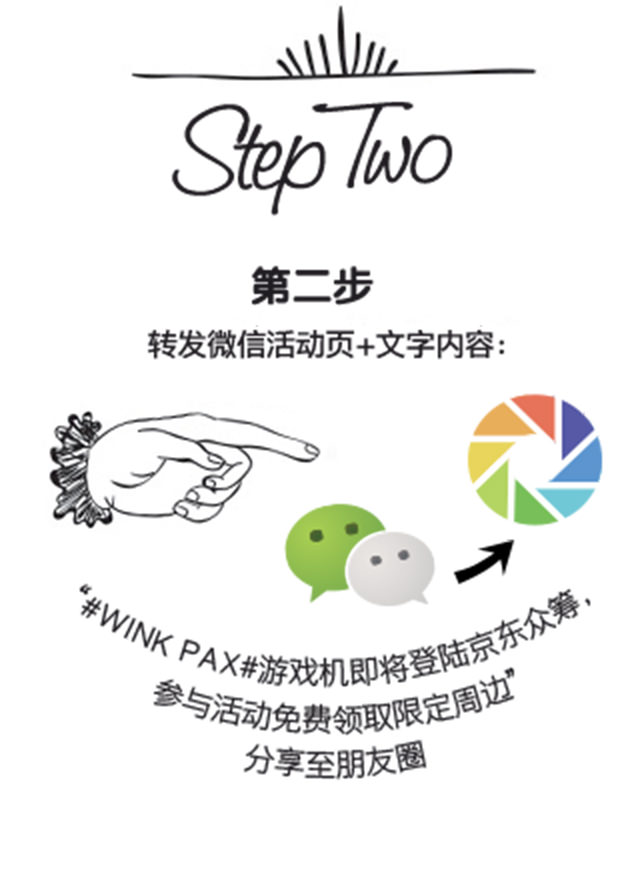 Step Two
第二步
转发微信活动页+文字内容：
“#WINK PAX#游戏机即将登陆京东众筹，
参与活动免费领取限定周边”
分享至朋友圈